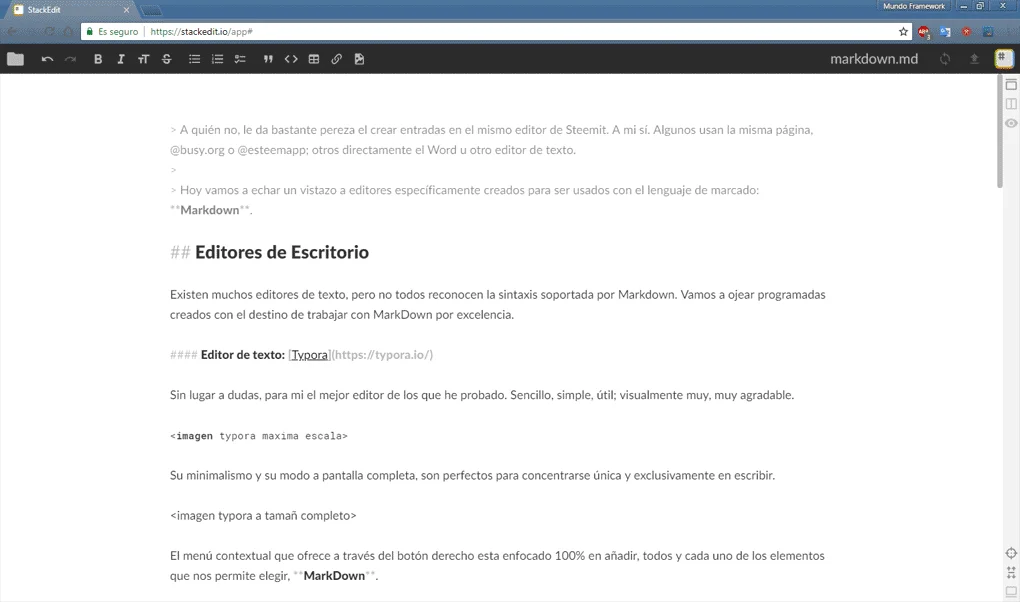 StackEdit
Mundo Framework
Es seguro | https://stackedit.io/app#
markdown.md
> A quién no, le da bastante pereza el crear entradas en el mismo editor de Steemit. A mi sí. Algunos usan la misma página,
@busy.org o @esteemapp; otros directamente el Word u otro editor de texto.
>
> Hoy vamos a echar un vistazo a editores específicamente creados para ser usados con el lenguaje de marcado:
**Markdown**.
## Editores de Escritorio
Existen muchos editores de texto, pero no todos reconocen la sintaxis soportada por Markdown. Vamos a ojear programadas
creados con el destino de trabajar con MarkDown por excelencia.
#### Editor de texto: [Typora](https://typora.io/)
Sin lugar a dudas, para mi el mejor editor de los que he probado. Sencillo, simple, útil; visualmente muy, muy agradable.
<imagen typora maxima escala>
Su minimalismo y su modo a pantalla completa, son perfectos para concentrarse única y exclusivamente en escribir.
<imagen typora a tamañ completo>
El menú contextual que ofrece a través del botón derecho esta enfocado 100% en añadir, todos y cada uno de los elementos
que nos permite elegir, **MarkDown**.